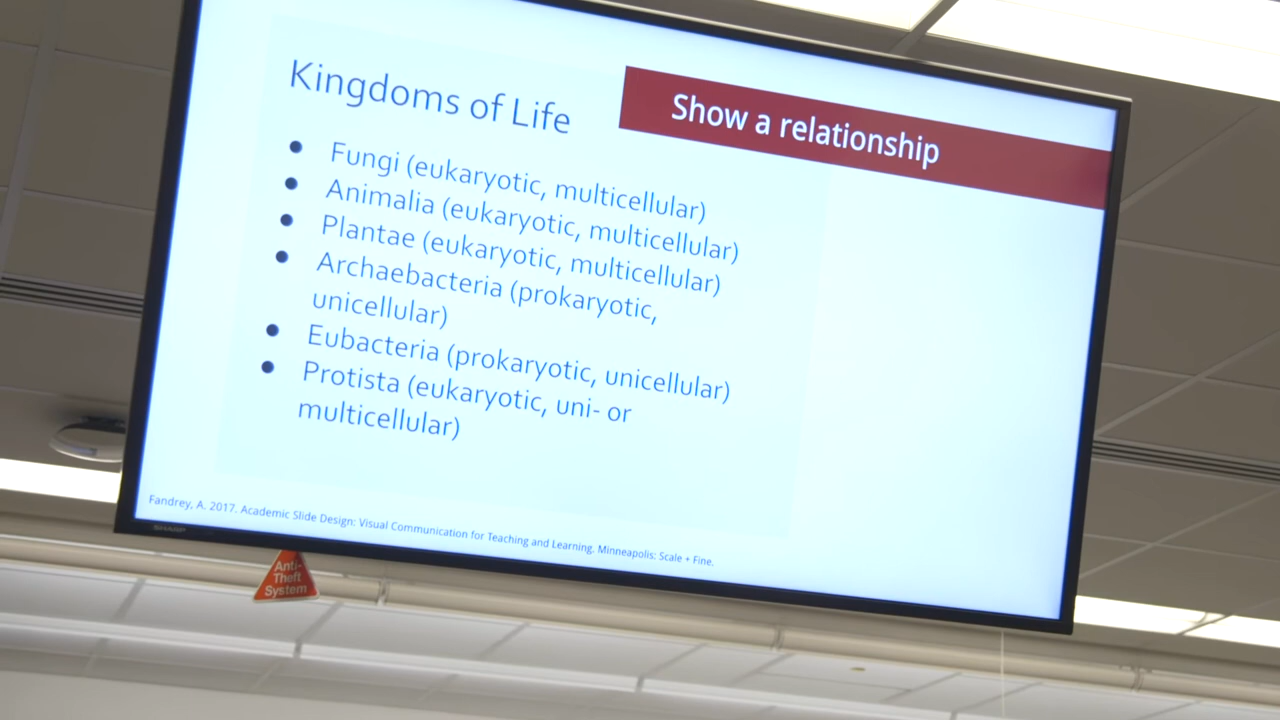 Kingdoms of Life
Show a relationship
Fungi (eukaryotic, multicellular)
Animalia (eukaryotic, multicellular)
Plantae (eukaryotic, multicellular)
Archaebacteria (prokaryotic,
unicellular)
Eubacteria (prokaryotic, unicellular)
Protista (eukaryotic, uni- or
multicellular)
Fandrey, A. 2017. Academic Slide Design: Visual Communication for Teaching and Learning. Minneapolis: Scale + Fine.
SHARP
Anti-
Theft
System